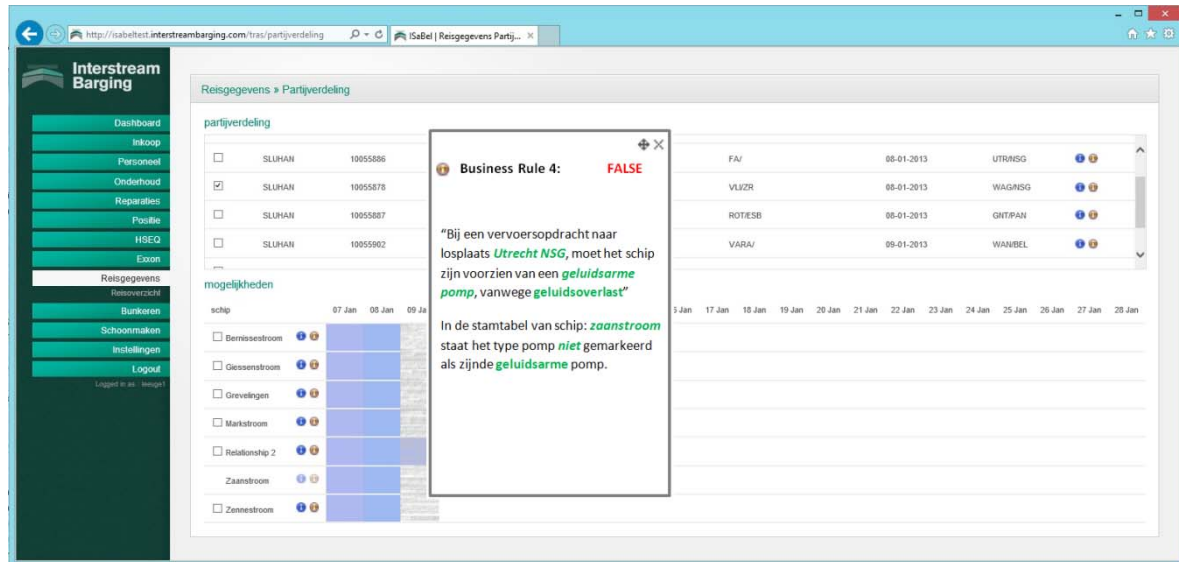 http://isabeltest.interstreambarging.com/tras/partijverdeling
ISaBel | Reisgegevens Partij...
Interstream
Barging
Dashboard
Inkoop
Personeel
Onderhoud
Reparaties
Positie
HSEQ
Exxon
Reisgegevens
Reisoverzicht
Bunkeren
Schoonmaken
Instellingen
Logout
Logged in as :
Reisgegevens » Partijverdeling
partijverdeling
SLUHAN 10055886 FA/ 08-01-2013 UTR/NSG
SLUHAN 10055878 VLI/ZR 08-01-2013 WAG/NSG
SLUHAN 10055887 ROT/ESB 08-01-2013 GNT/PAN
SLUHAN 10055902 VARA/ 09-01-2013 WAN/BEL
Business Rule 4: FALSE
“Bij een vervoersopdracht naar
losplaats Utrecht NSG, moet het schip
zijn voorzien van een geluidsarme
pomp, vanwege geluidsoverlast”
In de stamtabel van schip: zaanstroom
staat het type pomp niet gemarkeerd
als zijnde geluidsarme pomp.
mogelijkheden
schip 07 Jan 08 Jan 09 Ja 17 Jan 18 Jan 19 Jan 20 Jan 21 Jan 22 Jan 23 Jan 24 Jan 25 Jan 26 Jan 27 Jan 28 Jan
Bernissestroom
Giessenstroom
Grevelingen
Markstroom
Relationship 2
Zaanstroom
Zennestroom